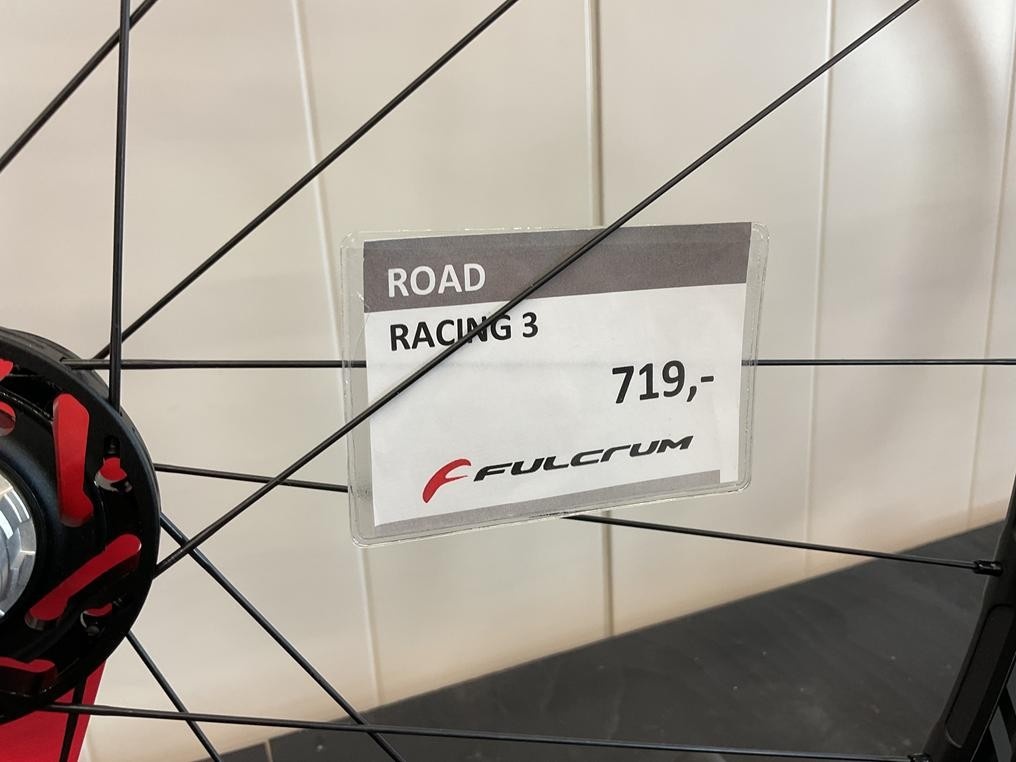 ROAD
RACING 3
719,-
FULCRUM